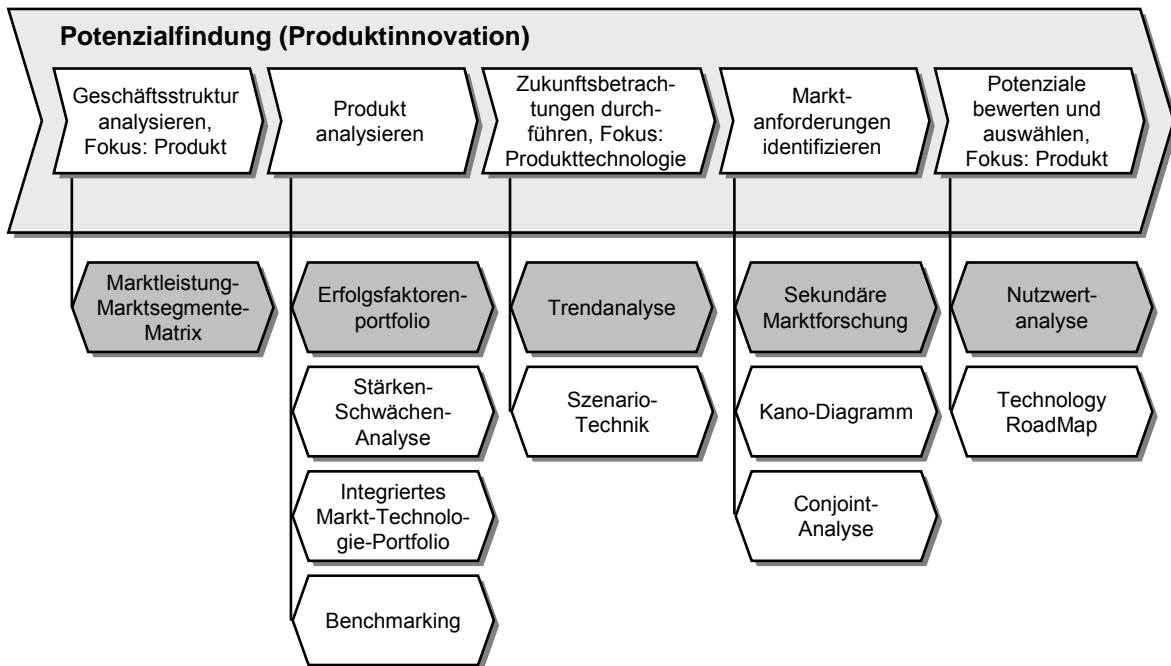 Potenzialfindung (Produktinnovation)
Geschäftsstruktur
analysieren,
Fokus: Produkt
Produkt
analysieren
Zukunftsbetrach-
tungen durch-
führen, Fokus:
Produkttechnologie
Markt-
anforderungen
identifizieren
Potenziale
bewerten und
auswählen,
Fokus: Produkt
Marktleistung-
Marktsegmente-
Matrix
Erfolgsfaktoren-
portfolio
Trendanalyse
Sekundäre
Marktforschung
Nutzwert-
analyse
Stärken-
Schwächen-
Analyse
Szenario-
Technik
Kano-Diagramm
Technology
RoadMap
Integriertes
Markt-Technolo-
gie-Portfolio
Conjoint-
Analyse
Benchmarking